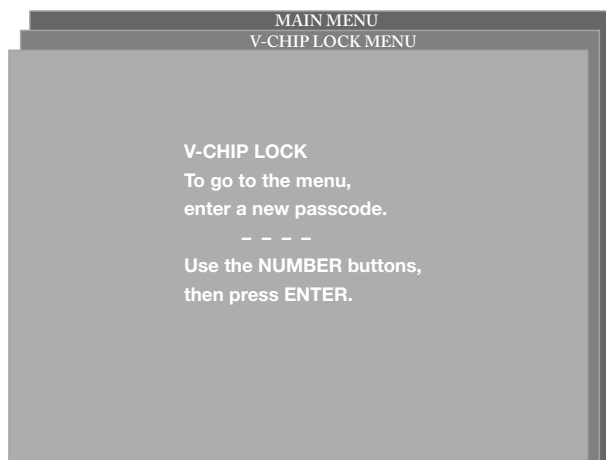 MAIN MENU
V-CHIP LOCK MENU
V-CHIP LOCK
To go to the menu,
enter a new passcode.
– – – –
Use the NUMBER buttons,
then press ENTER.